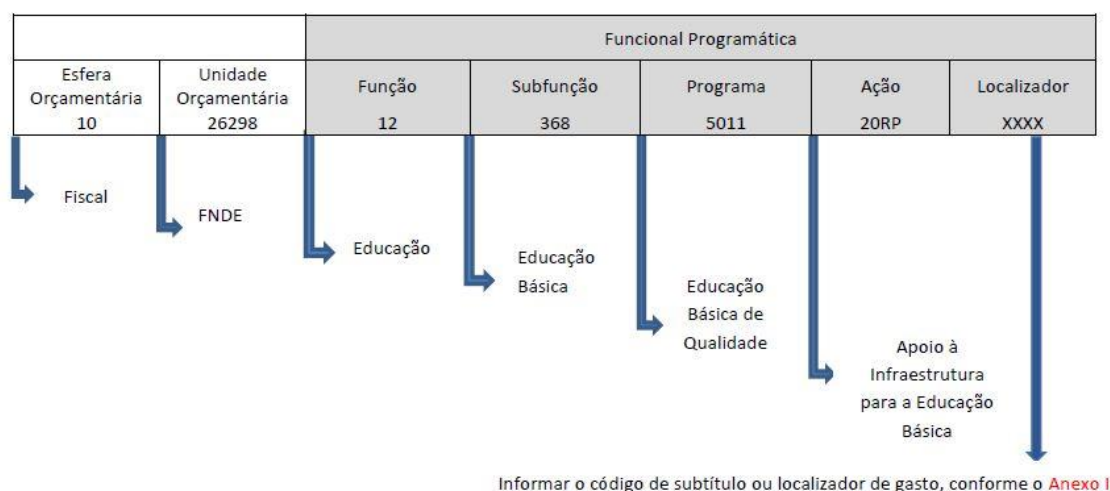 Funcional Programática
Esfera Orçamentária
Unidade Orçamentária
Função
Subfunção
Programa
Ação
Localizador
10
26298
12
368
5011
20RP
XXXX
Fiscal
FNDE
Educação
Educação
Básica
Educação
Básica de
Qualidade
Apoio à
Infraestrutura
para a Educação
Básica
Informar o código de subtítulo ou localizador de gasto, conforme o Anexo I